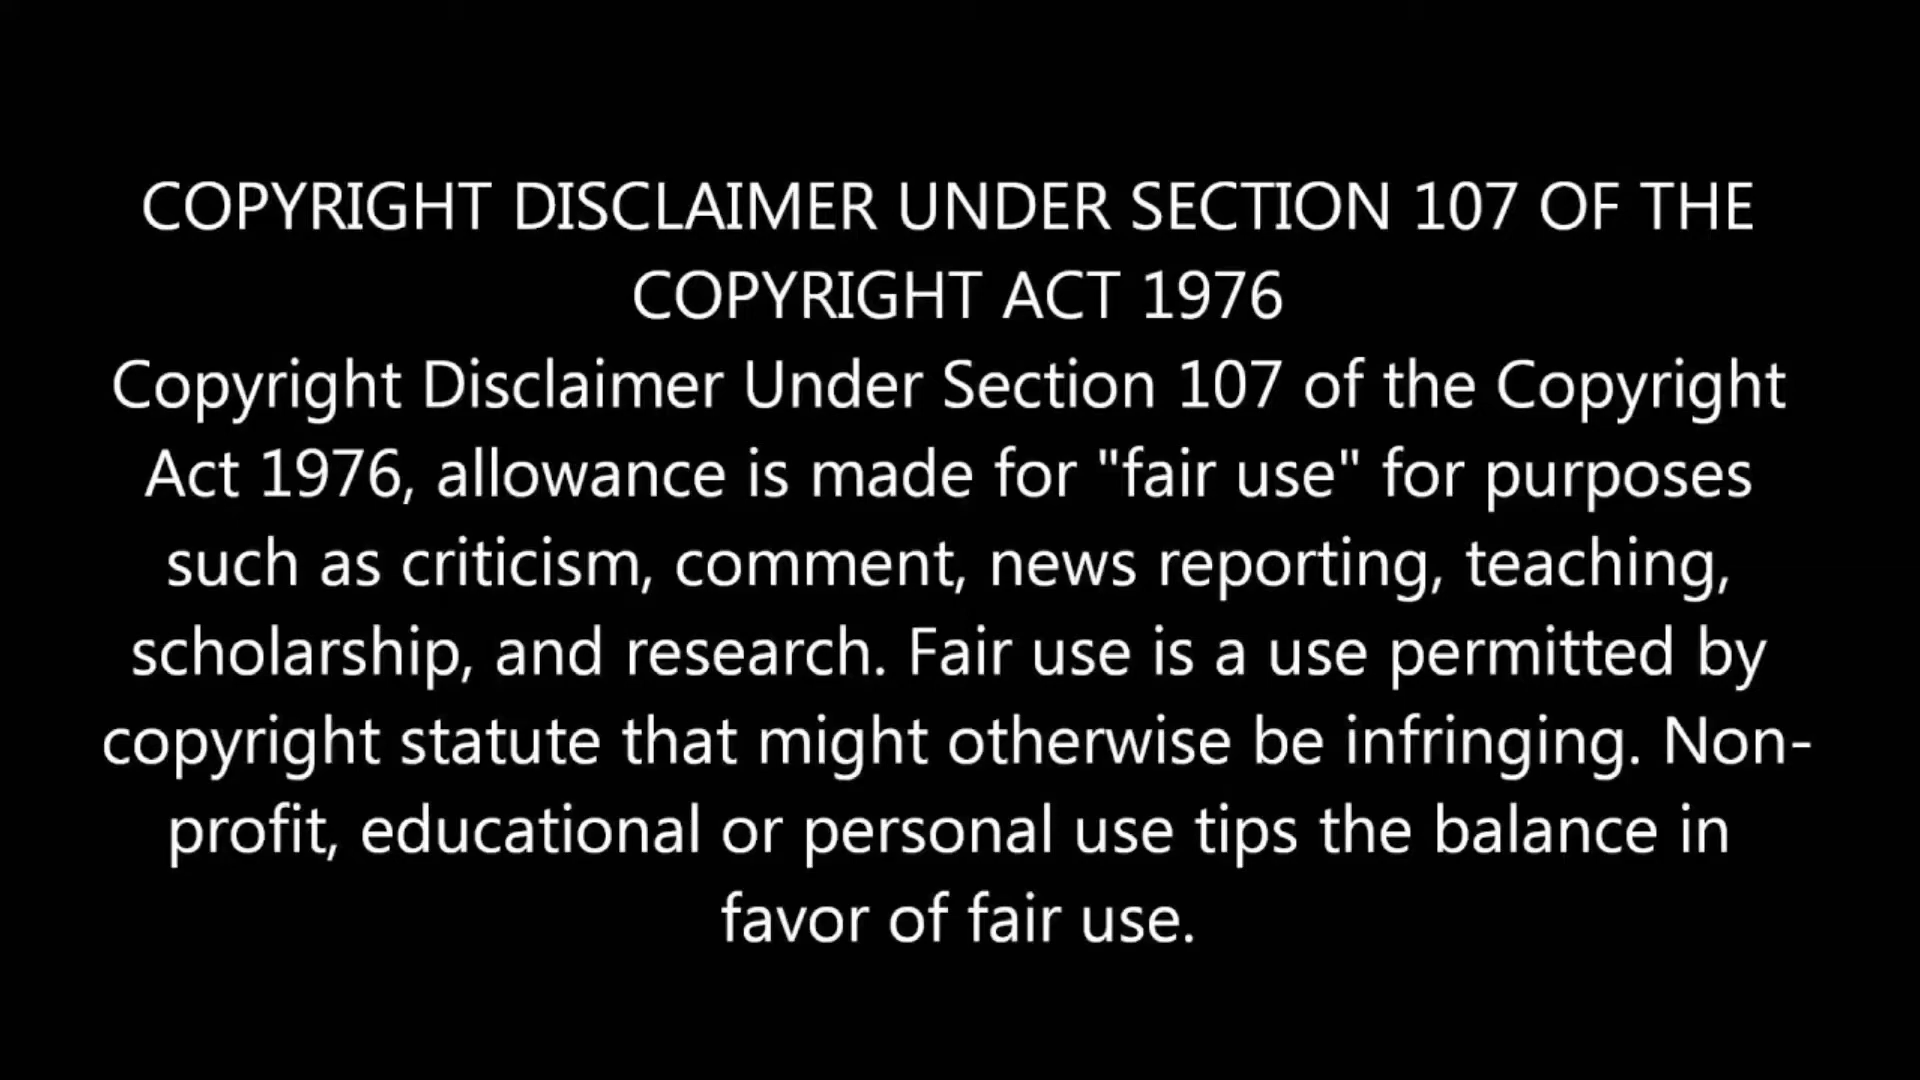 COPYRIGHT DISCLAIMER UNDER SECTION 107 OF THE
COPYRIGHT ACT 1976
Copyright Disclaimer Under Section 107 of the Copyright
Act 1976, allowance is made for "fair use" for purposes
such as criticism, comment, news reporting, teaching,
scholarship, and research. Fair use is a use permitted by
copyright statute that might otherwise be infringing. Non-
profit, educational or personal use tips the balance in
favor of fair use.